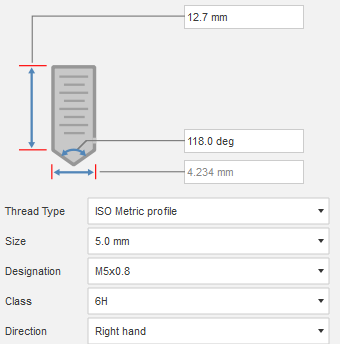 12.7 mm
118.0 deg
4.234 mm
Thread Type ISO Metric profile
Size 5.0 mm
Designation M5x0.8
Class 6H
Direction Right hand